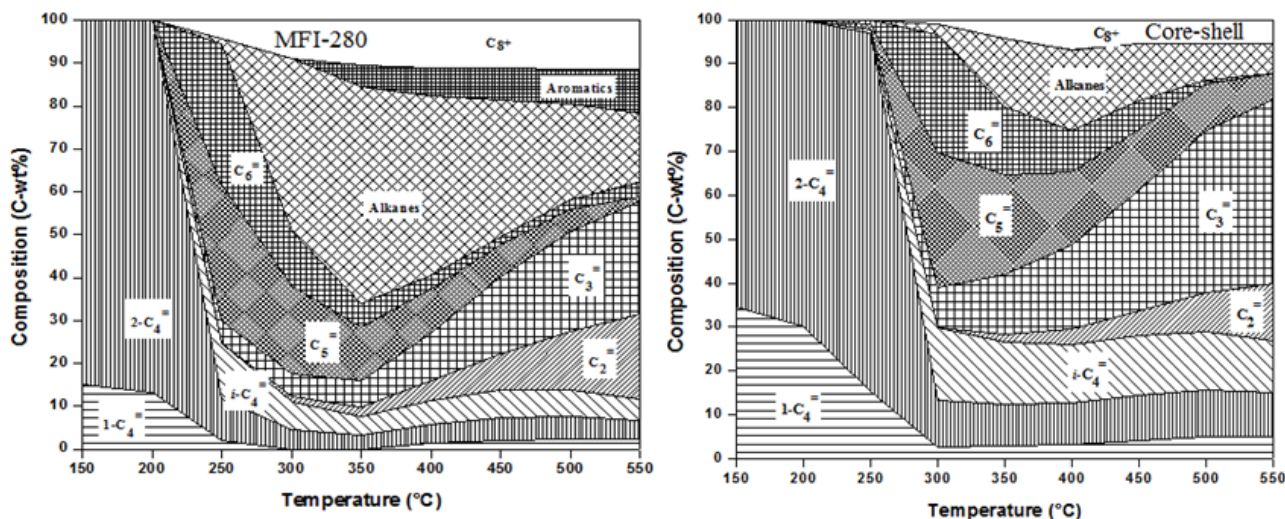 MFI-280
C8+
Aromatics
C6=
Alkanes
2-C4=
C3=
C5=
i-C4=
C2=
1-C4=
Composition (C-wt%)
100
90
80
70
60
50
40
30
20
10
0
150 200 250 300 350 400 450 500 550
Temperature (°C)
C8+ Core-shell
Alkanes
C6=
2-C4=
C5=
C3=
C2=
i-C4=
1-C4=
Composition (C-wt%)
100
90
80
70
60
50
40
30
20
10
0
150 200 250 300 350 400 450 500 550
Temperature (°C)